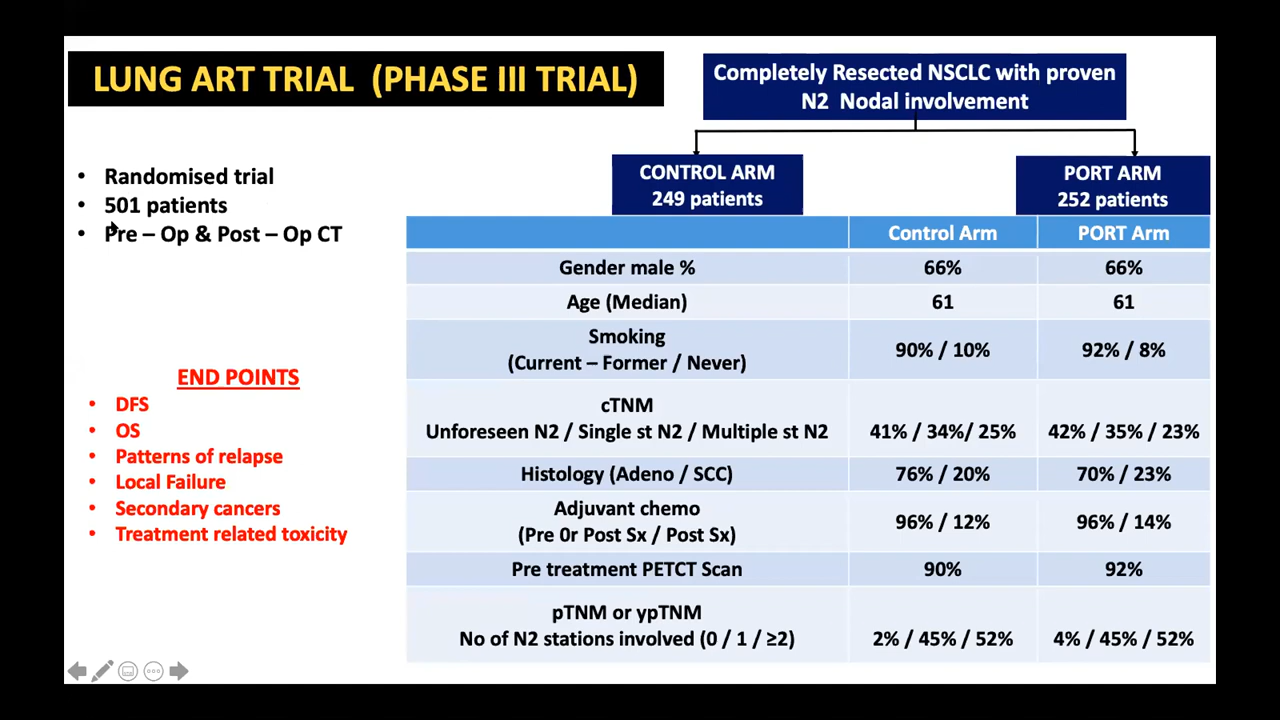 LUNG ART TRIAL (PHASE III TRIAL)
Completely Resected NSCLC with proven
N2 Nodal involvement
• Randomised trial
• 501 patients
• Pre – Op & Post – Op CT
CONTROL ARM
249 patients
PORT ARM
252 patients
Control Arm PORT Arm
Gender male % 66% 66%
Age (Median) 61 61
Smoking
(Current – Former / Never) 90% / 10% 92% / 8%
cTNM
Unforeseen N2 / Single st N2 / Multiple st N2 41% / 34%/ 25% 42% / 35% / 23%
Histology (Adeno / SCC) 76% / 20% 70% / 23%
Adjuvant chemo
(Pre 0r Post Sx / Post Sx) 96% / 12% 96% / 14%
Pre treatment PETCT Scan 90% 92%
pTNM or ypTNM
No of N2 stations involved (0 / 1 / ≥2) 2% / 45% / 52% 4% / 45% / 52%
END POINTS
• DFS
• OS
• Patterns of relapse
• Local Failure
• Secondary cancers
• Treatment related toxicity